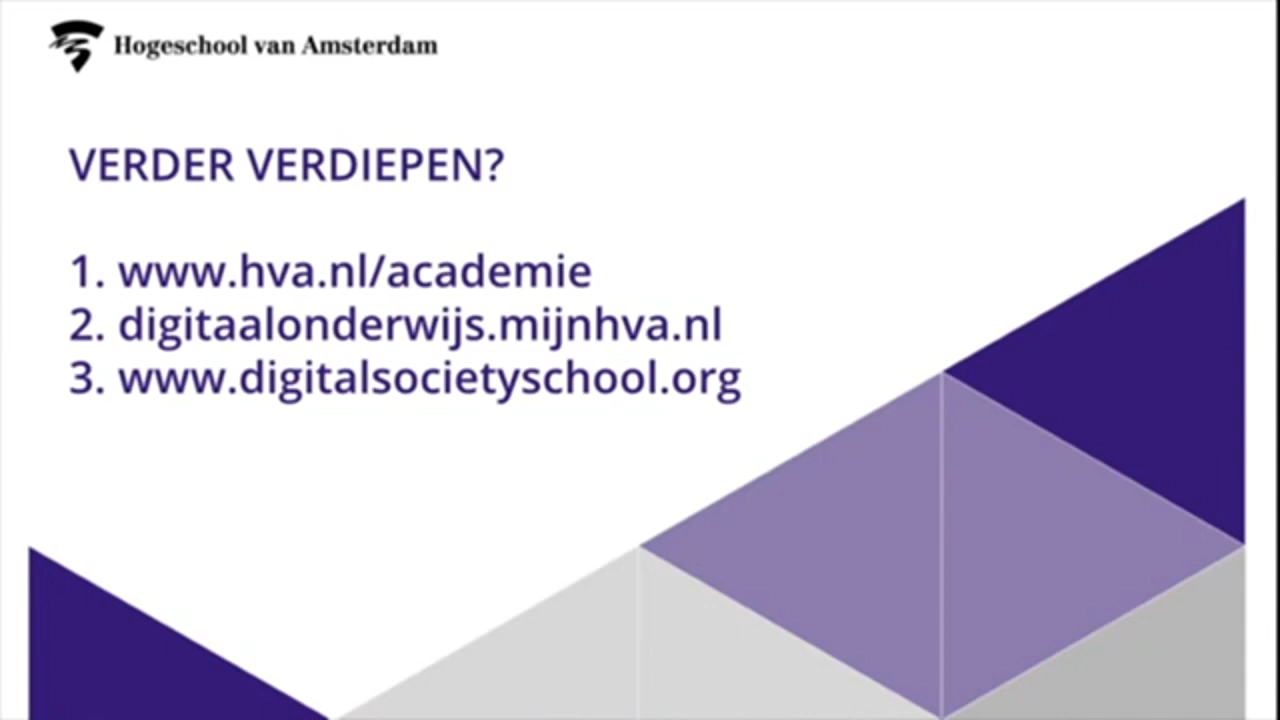 Hogeschool van Amsterdam
VERDER VERDIEPEN?
1. www.hva.nl/academie
2. digitaalonderwijs.mijnhva.nl
3. www.digitalsocietyschool.org